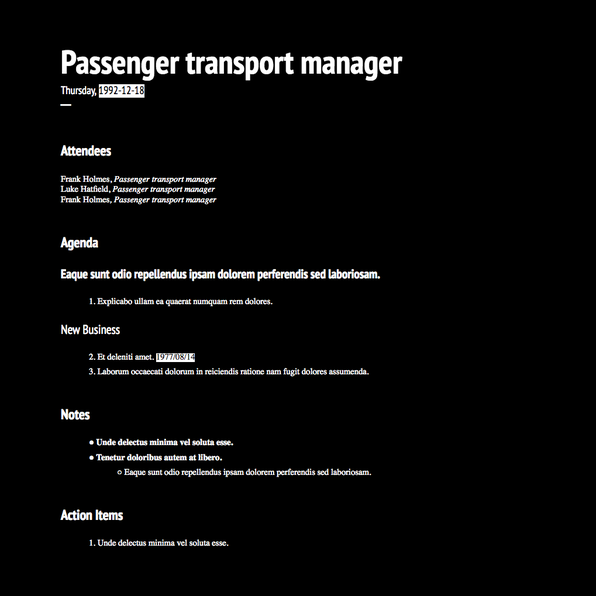 Passenger transport manager
Thursday, 1992-12-18
Attendees
Frank Holmes, Passenger transport manager
Luke Hatfield, Passenger transport manager
Frank Holmes, Passenger transport manager
Agenda
Eaque sunt odio repellendus ipsam dolorem perferendis sed laboriosam.
1. Explicabo ullam ea quaerat numquam rem dolores.
New Business
2. Et deleniti amet. 1977/08/14
3. Laborum occaecati dolorum in reiciendis ratione nam fugit dolores assumenda.
Notes
● Unde delectus minima vel soluta esse.
● Tenetur doloribus autem at libero.
○ Eaque sunt odio repellendus ipsam dolorem perferendis sed laboriosam.
Action Items
1. Unde delectus minima vel soluta esse.